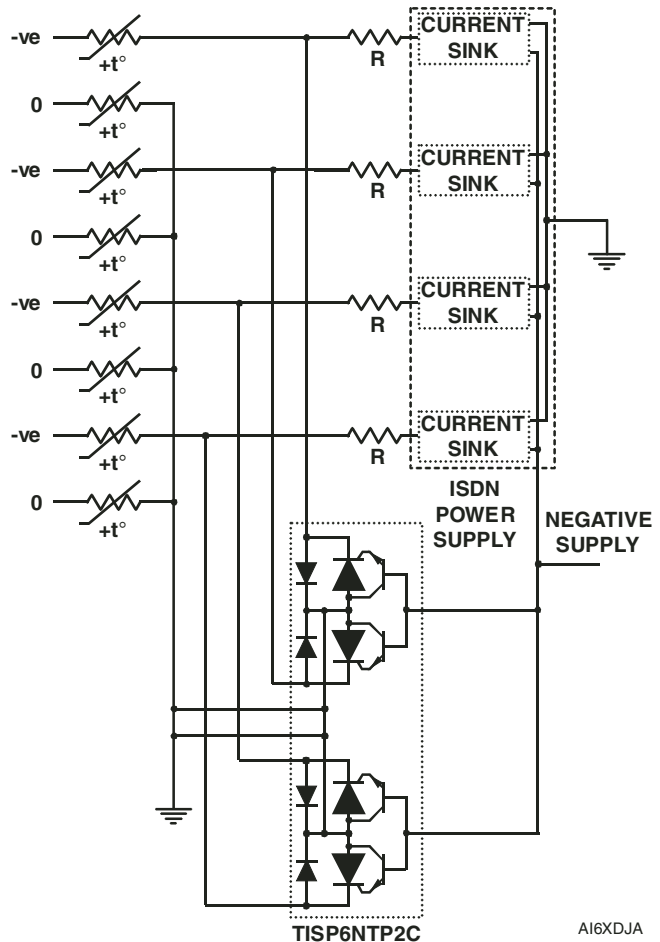 -ve
+t°
R
CURRENT
SINK
0
+t°
-ve
+t°
R
CURRENT
SINK
0
+t°
-ve
+t°
R
CURRENT
SINK
0
+t°
-ve
+t°
R
CURRENT
SINK
0
+t°
ISDN
POWER
SUPPLY
NEGATIVE
SUPPLY
TISP6NTP2C
AI6XDJA